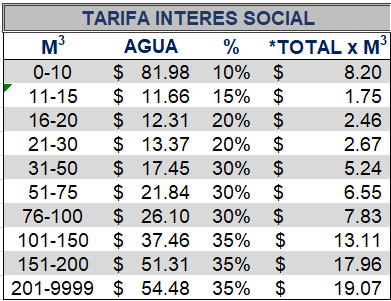 TARIFA INTERES SOCIAL
M3 AGUA % *TOTAL x M3
0-10 $ 81.98 10% $ 8.20
11-15 $ 11.66 15% $ 1.75
16-20 $ 12.31 20% $ 2.46
21-30 $ 13.37 20% $ 2.67
31-50 $ 17.45 30% $ 5.24
51-75 $ 21.84 30% $ 6.55
76-100 $ 26.10 30% $ 7.83
101-150 $ 37.46 35% $ 13.11
151-200 $ 51.31 35% $ 17.96
201-9999 $ 54.48 35% $ 19.07